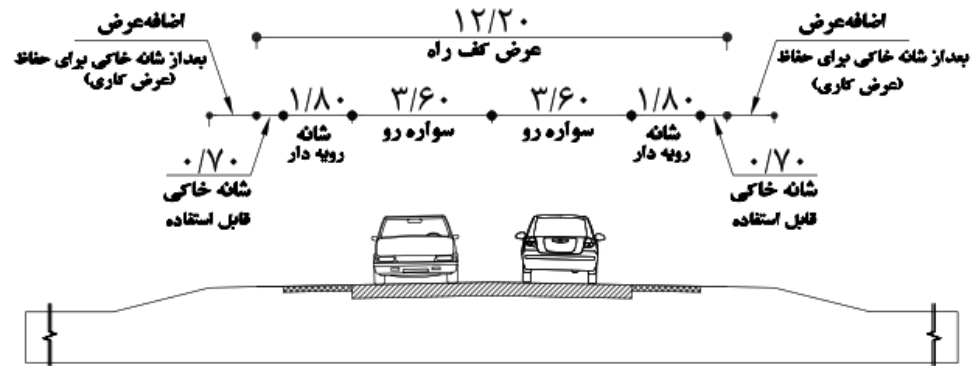 ۱۲/۲۰
عرض کف راه
اضافه‌عرض
بعداز شانه خاکی برای حفاظ
(عرض کاری)
اضافه‌عرض
بعداز شانه خاکی برای حفاظ
(عرض کاری)
۱/۸۰
شانه
رویه دار
۳/۶۰
سواره رو
۳/۶۰
سواره رو
۱/۸۰
شانه
رویه دار
۰/۷۰
شانه خاکی
قابل استفاده
۰/۷۰
شانه خاکی
قابل استفاده